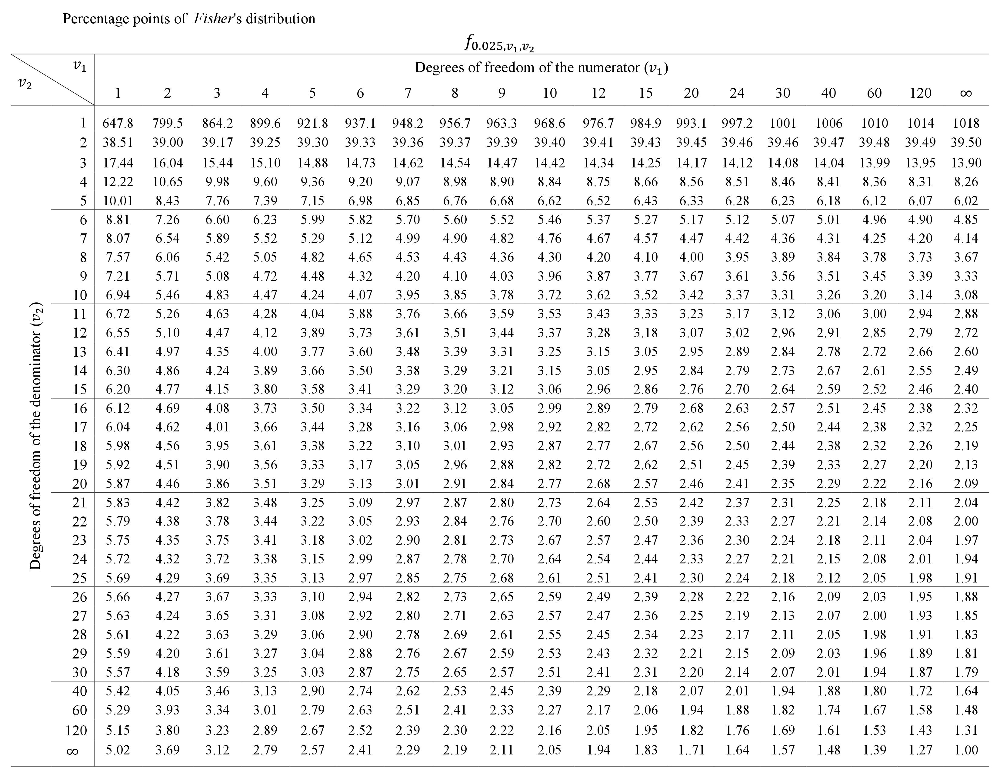 Percentage points of Fisher's distribution
f0.025,v1,v2
v1 Degrees of freedom of the numerator (v1)
v2
1 2 3 4 5 6 7 8 9 10 12 15 20 24 30 40 60 120 ∞
1 647.8 799.5 864.2 899.6 921.8 937.1 948.2 956.7 963.3 968.6 976.7 984.9 993.1 997.2 1001 1006 1010 1014 1018
2 38.51 39.00 39.17 39.25 39.30 39.33 39.36 39.37 39.39 39.40 39.41 39.43 39.45 39.46 39.46 39.47 39.48 39.49 39.50
3 17.44 16.04 15.44 15.10 14.88 14.73 14.62 14.54 14.47 14.42 14.34 14.25 14.17 14.12 14.08 14.04 13.99 13.95 13.90
4 12.22 10.65 9.98 9.60 9.36 9.20 9.07 8.98 8.90 8.84 8.75 8.66 8.56 8.51 8.46 8.41 8.36 8.31 8.26
5 10.01 8.43 7.76 7.39 7.15 6.98 6.85 6.76 6.68 6.62 6.52 6.43 6.33 6.28 6.23 6.18 6.12 6.07 6.02
6 8.81 7.26 6.60 6.23 5.99 5.82 5.70 5.60 5.52 5.46 5.37 5.27 5.17 5.12 5.07 5.01 4.96 4.90 4.85
7 8.07 6.54 5.89 5.52 5.29 5.12 4.99 4.90 4.82 4.76 4.67 4.57 4.47 4.42 4.36 4.31 4.25 4.20 4.14
8 7.57 6.06 5.42 5.05 4.82 4.65 4.53 4.43 4.36 4.30 4.20 4.10 4.00 3.95 3.89 3.84 3.78 3.73 3.67
9 7.21 5.71 5.08 4.72 4.48 4.32 4.20 4.10 4.03 3.96 3.87 3.77 3.67 3.61 3.56 3.51 3.45 3.39 3.33
10 6.94 5.46 4.83 4.47 4.24 4.07 3.95 3.85 3.78 3.72 3.62 3.52 3.42 3.37 3.31 3.26 3.20 3.14 3.08
11 6.72 5.26 4.63 4.28 4.04 3.88 3.76 3.66 3.59 3.53 3.43 3.33 3.23 3.17 3.12 3.06 3.00 2.94 2.88
12 6.55 5.10 4.47 4.12 3.89 3.73 3.61 3.51 3.44 3.37 3.28 3.18 3.07 3.02 2.96 2.91 2.85 2.79 2.72
13 6.41 4.97 4.35 4.00 3.77 3.60 3.48 3.39 3.31 3.25 3.15 3.05 2.95 2.89 2.84 2.78 2.72 2.66 2.60
14 6.30 4.86 4.24 3.89 3.66 3.50 3.38 3.29 3.21 3.15 3.05 2.95 2.84 2.79 2.73 2.67 2.61 2.55 2.49
15 6.20 4.77 4.15 3.80 3.58 3.41 3.29 3.20 3.12 3.06 2.96 2.86 2.76 2.70 2.64 2.59 2.52 2.46 2.40
16 6.12 4.69 4.08 3.73 3.50 3.34 3.22 3.12 3.05 2.99 2.89 2.79 2.68 2.63 2.57 2.51 2.45 2.38 2.32
17 6.04 4.62 4.01 3.66 3.44 3.28 3.16 3.06 2.98 2.92 2.82 2.72 2.62 2.56 2.50 2.44 2.38 2.32 2.25
18 5.98 4.56 3.95 3.61 3.38 3.22 3.10 3.01 2.93 2.87 2.77 2.67 2.56 2.50 2.44 2.38 2.32 2.26 2.19
19 5.92 4.51 3.90 3.56 3.33 3.17 3.05 2.96 2.88 2.82 2.72 2.62 2.51 2.45 2.39 2.33 2.27 2.20 2.13
20 5.87 4.46 3.86 3.51 3.29 3.13 3.01 2.91 2.84 2.77 2.68 2.57 2.46 2.41 2.35 2.29 2.22 2.16 2.09
21 5.83 4.42 3.82 3.48 3.25 3.09 2.97 2.87 2.80 2.73 2.64 2.53 2.42 2.37 2.31 2.25 2.18 2.11 2.04
22 5.79 4.38 3.78 3.44 3.22 3.05 2.93 2.84 2.76 2.70 2.60 2.50 2.39 2.33 2.27 2.21 2.14 2.08 2.00
23 5.75 4.35 3.75 3.41 3.18 3.02 2.90 2.81 2.73 2.67 2.57 2.47 2.36 2.30 2.24 2.18 2.11 2.04 1.97
24 5.72 4.32 3.72 3.38 3.15 2.99 2.87 2.78 2.70 2.64 2.54 2.44 2.33 2.27 2.21 2.15 2.08 2.01 1.94
25 5.69 4.29 3.69 3.35 3.13 2.97 2.85 2.75 2.68 2.61 2.51 2.41 2.30 2.24 2.18 2.12 2.05 1.98 1.91
26 5.66 4.27 3.67 3.33 3.10 2.94 2.82 2.73 2.65 2.59 2.49 2.39 2.28 2.22 2.16 2.09 2.03 1.95 1.88
27 5.63 4.24 3.65 3.31 3.08 2.92 2.80 2.71 2.63 2.57 2.47 2.36 2.25 2.19 2.13 2.07 2.00 1.93 1.85
28 5.61 4.22 3.63 3.29 3.06 2.90 2.78 2.69 2.61 2.55 2.45 2.34 2.23 2.17 2.11 2.05 1.98 1.91 1.83
29 5.59 4.20 3.61 3.27 3.04 2.88 2.76 2.67 2.59 2.53 2.43 2.32 2.21 2.15 2.09 2.03 1.96 1.89 1.81
30 5.57 4.18 3.59 3.25 3.03 2.87 2.75 2.65 2.57 2.51 2.41 2.31 2.20 2.14 2.07 2.01 1.94 1.87 1.79
40 5.42 4.05 3.46 3.13 2.90 2.74 2.62 2.53 2.45 2.39 2.29 2.18 2.07 2.01 1.94 1.88 1.80 1.72 1.64
60 5.29 3.93 3.34 3.01 2.79 2.63 2.51 2.41 2.33 2.27 2.17 2.06 1.94 1.88 1.82 1.74 1.67 1.58 1.48
120 5.15 3.80 3.23 2.89 2.67 2.52 2.39 2.30 2.22 2.16 2.05 1.95 1.82 1.76 1.69 1.61 1.53 1.43 1.31
∞ 5.02 3.69 3.12 2.79 2.57 2.41 2.29 2.19 2.11 2.05 1.94 1.83 1..71 1.64 1.57 1.48 1.39 1.27 1.00
Degrees of freedom of the denominator (v2)